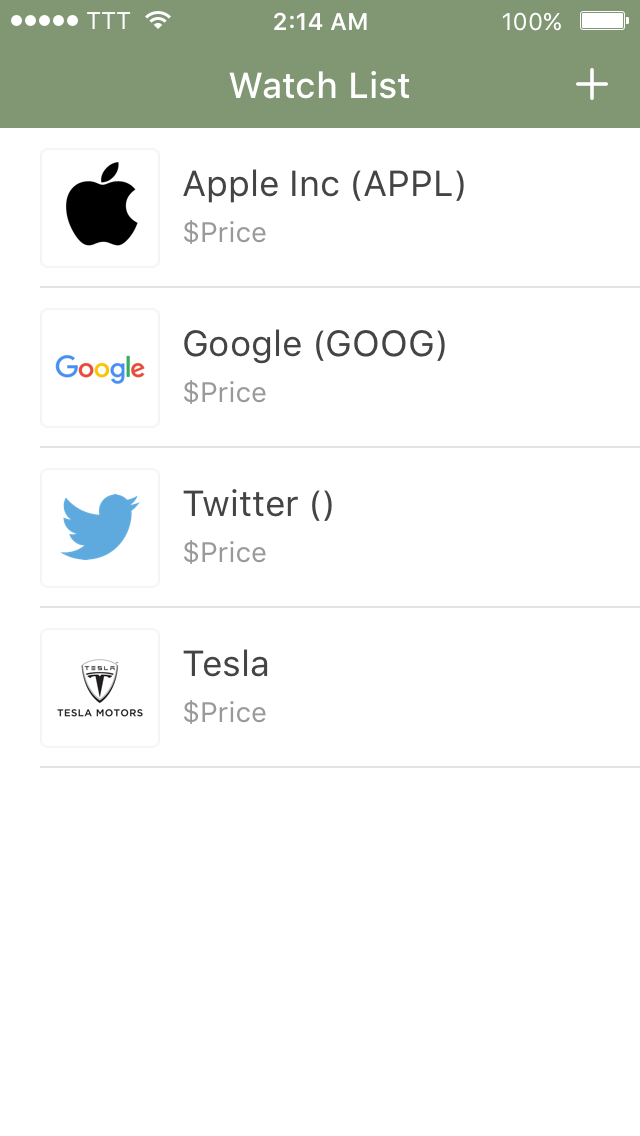 TTT 2:14 AM 100%
Watch List
Apple Inc (APPL)
$Price
Google
Google (GOOG)
$Price
Twitter ()
$Price
TESLA
TESLA MOTORS
Tesla
$Price